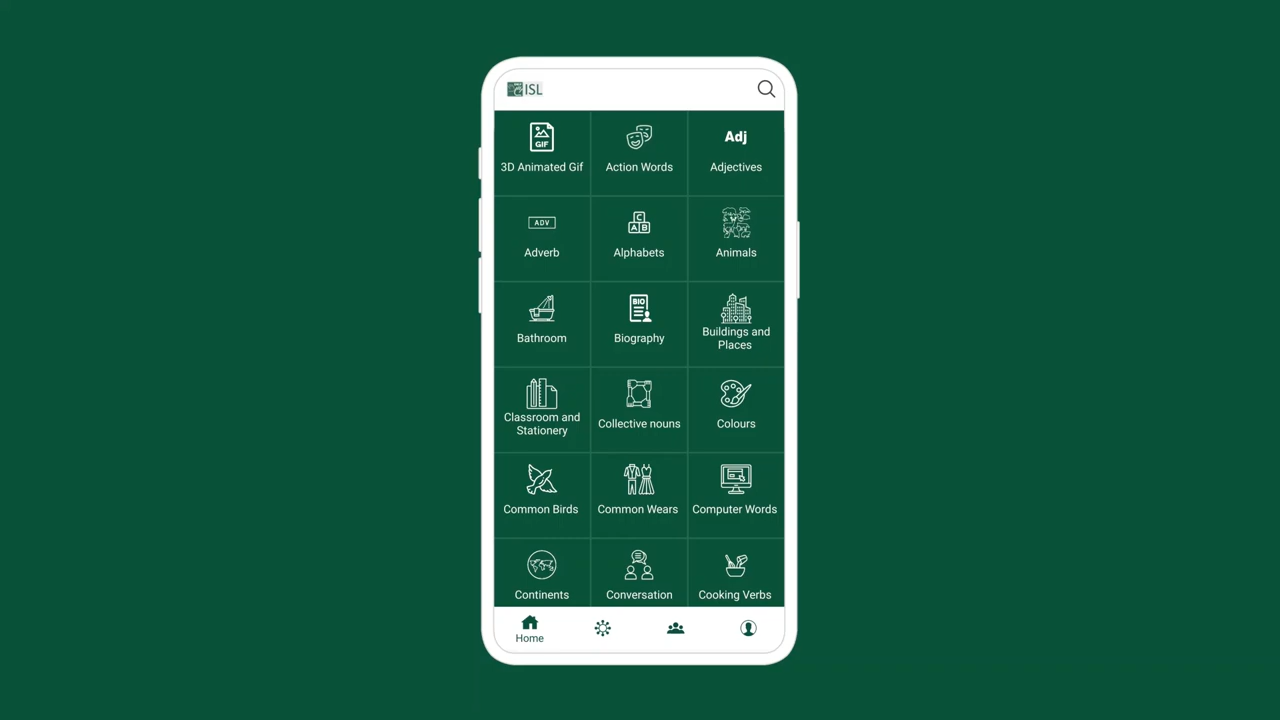 ISL
GIF
3D Animated Gif
Action Words
Adj
Adjectives
ADV
Adverb
C
A B
Alphabets
Animals
Bathroom
BIO
Biography
Buildings and
Places
Classroom and
Stationery
Collective nouns
Colours
Common Birds
Common Wears
Computer Words
Continents
Conversation
Cooking Verbs
Home